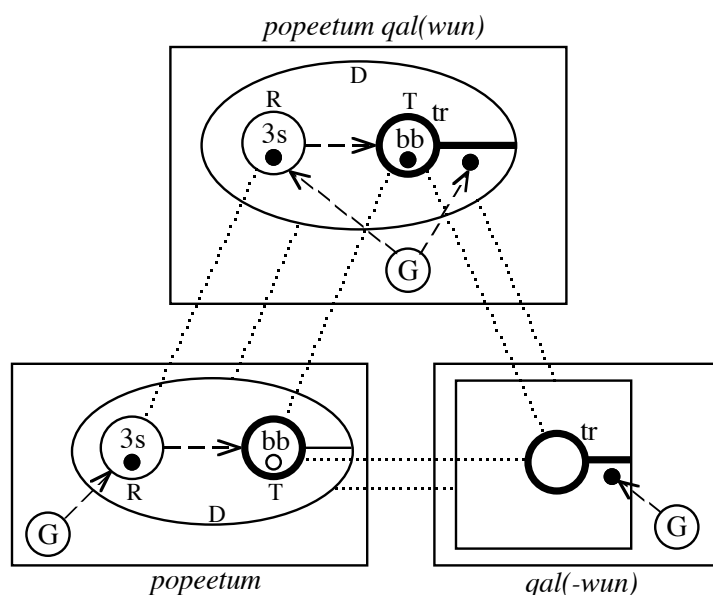 popeetum qal(wun)
D
R
T
tr
3s
bb
G
3s
bb
R
T
D
G
popeetum
tr
G
qal(-wun)